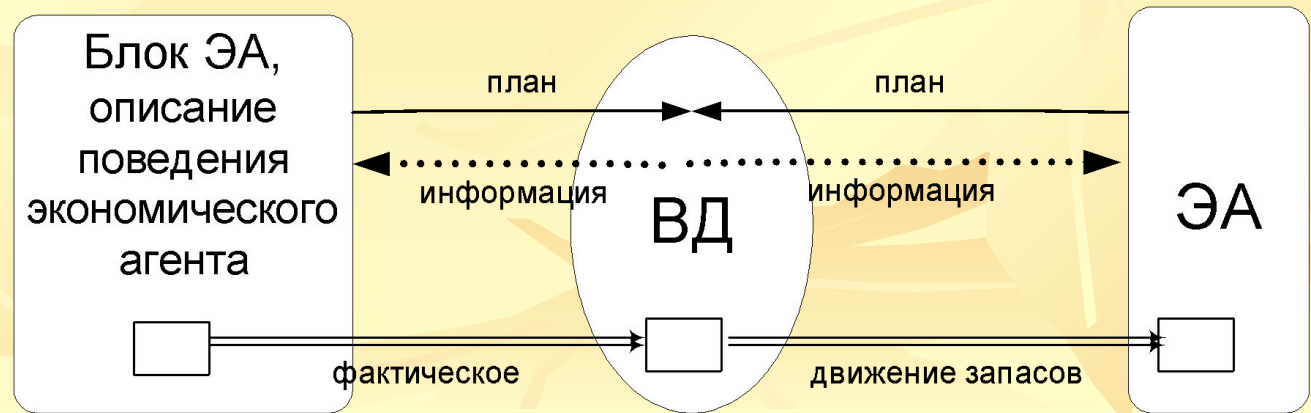 Блок ЭА,
описание
поведения
экономического
агента
план
план
информация
информация
ВД
ЭА
фактическое
движение запасов